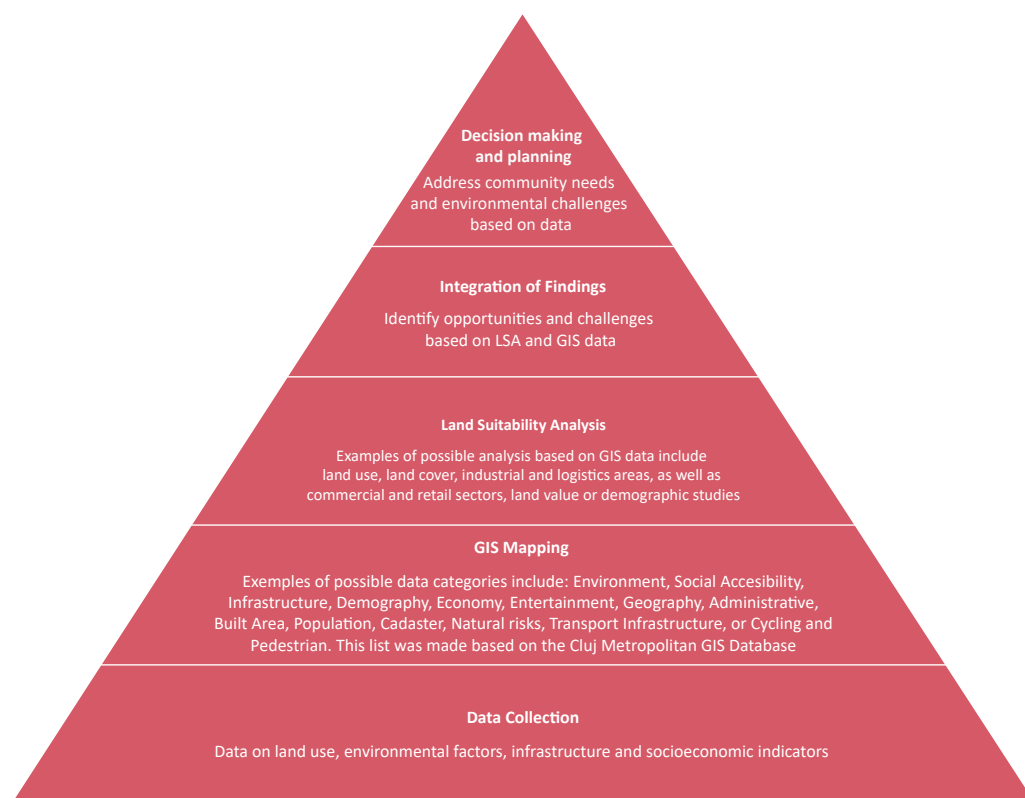 Decision making
and planning
Address community needs
and environmental challenges
based on data
Integration of Findings
Identify opportunities and challenges
based on LSA and GIS data
Land Suitability Analysis
Examples of possible analysis based on GIS data include
land use, land cover, industrial and logistics areas, as well as
commercial and retail sectors, land value or demographic studies
GIS Mapping
Exemples of possible data categories include: Environment, Social Accesibility,
Infrastructure, Demography, Economy, Entertainment, Geography, Administrative,
Built Area, Population, Cadaster, Natural risks, Transport Infrastructure, or Cycling and
Pedestrian. This list was made based on the Cluj Metropolitan GIS Database
Data Collection
Data on land use, environmental factors, infrastructure and socioeconomic indicators